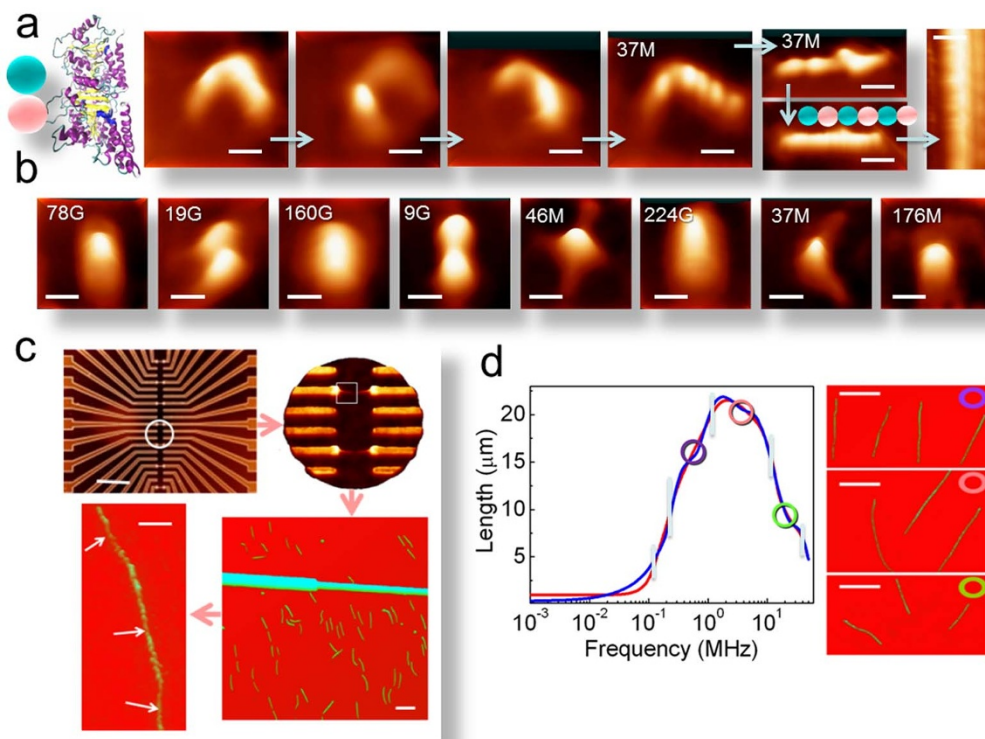 a
37M
37M
b
78G
19G
160G
9G
46M
224G
37M
176M
c
d
Length (μm)
20
15
10
5
10⁻³
10⁻²
10⁻¹
10⁰
10¹
Frequency (MHz)